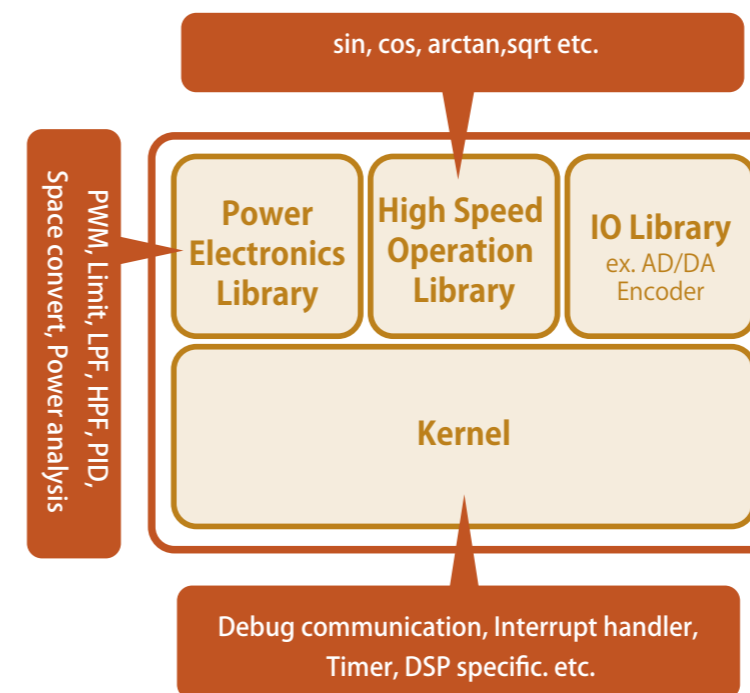 sin, cos, arctan,sqrt etc.
PWM, Limit, LPF, HPF, PID,
Space convert, Power analysis
Power
Electronics
Library
High Speed
Operation
Library
IO Library
ex. AD/DA
Encoder
Kernel
Debug communication, Interrupt handler,
Timer, DSP specific. etc.